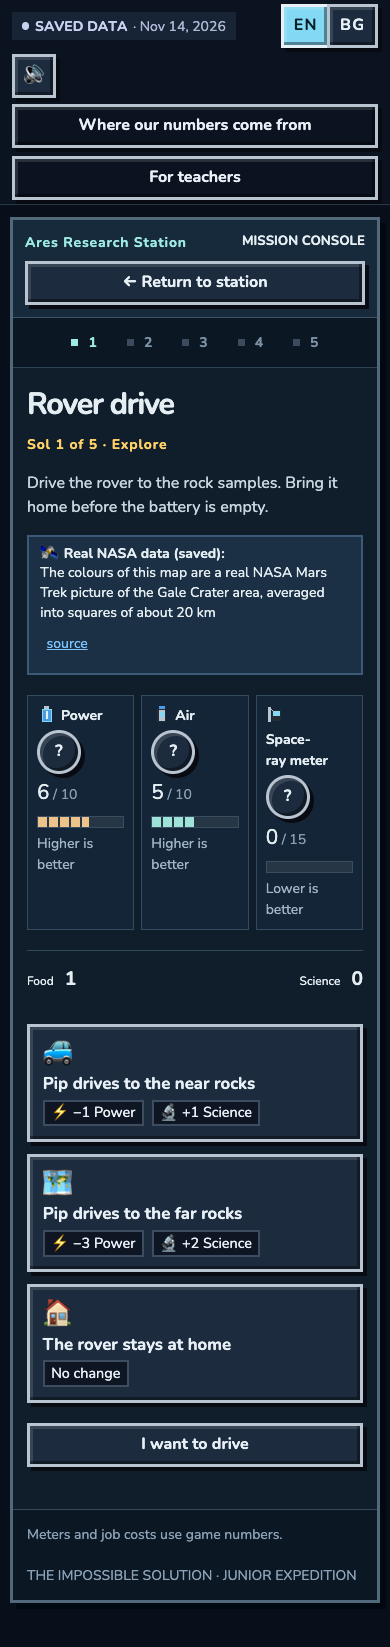 SAVED DATA · Nov 14, 2026
EN BG
Where our numbers come from
For teachers
Ares Research Station
MISSION CONSOLE
← Return to station
1 2 3 4 5
Rover drive
Sol 1 of 5 · Explore
Drive the rover to the rock samples. Bring it
home before the battery is empty.
Real NASA data (saved):
The colours of this map are a real NASA Mars
Trek picture of the Gale Crater area, averaged
into squares of about 20 km
source
Power
?
6 / 10
Higher is
better
Air
?
5 / 10
Higher is
better
Space-
ray meter
?
0 / 15
Lower is
better
Food 1
Science 0
Pip drives to the near rocks
⚡ −1 Power 🔬 +1 Science
Pip drives to the far rocks
⚡ −3 Power 🔬 +2 Science
The rover stays at home
No change
I want to drive
Meters and job costs use game numbers.
THE IMPOSSIBLE SOLUTION · JUNIOR EXPEDITION